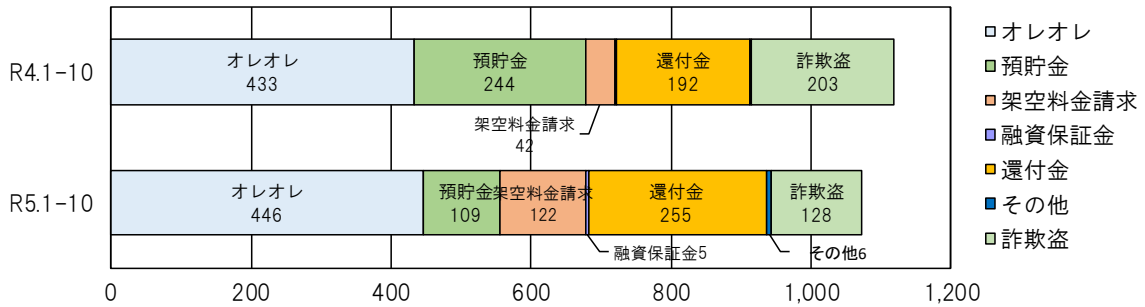 R4.1-10
オレオレ
433
預貯金
244
架空料金請求
42
還付金
192
詐欺盗
203
R5.1-10
オレオレ
446
預貯金
109
架空料金請求
122
融資保証金5
還付金
255
その他6
詐欺盗
128
0 200 400 600 800 1,000 1,200
オレオレ
預貯金
架空料金請求
融資保証金
還付金
その他
詐欺盗